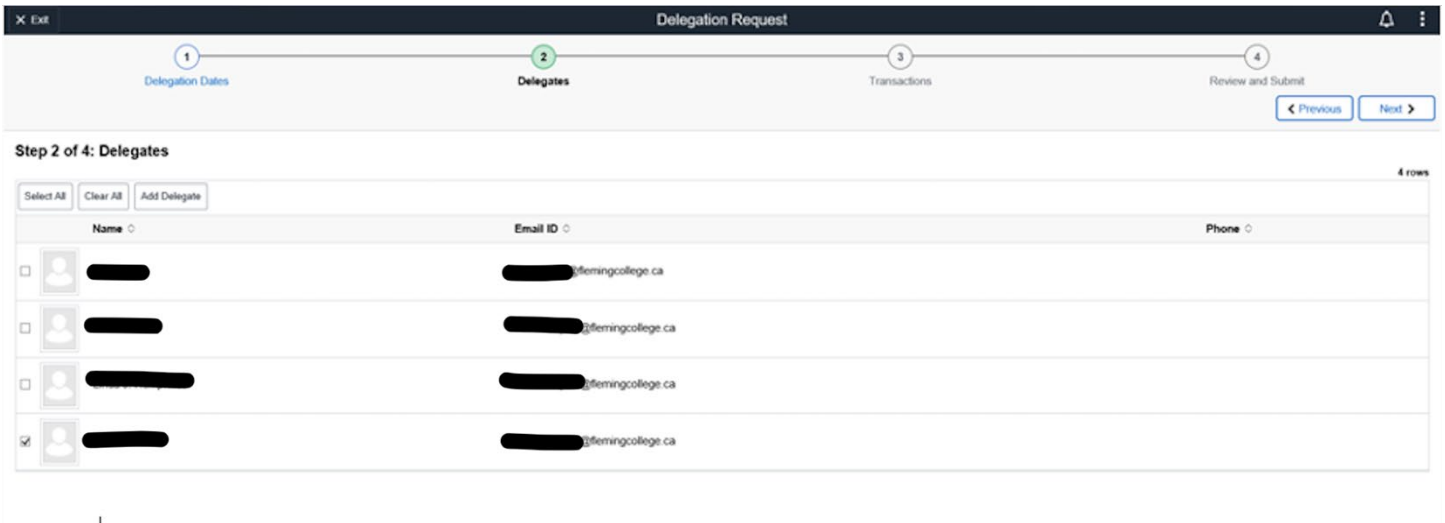 Exit
Delegation Request
1
2
3
4
Delegation Dates
Delegates
Transactions
Review and Submit
Previous
Next
Step 2 of 4: Delegates
4 rows
Select All
Clear All
Add Delegate
Name
Email ID
Phone
@flemingcollege.ca
@flemingcollege.ca
@flemingcollege.ca
@flemingcollege.ca